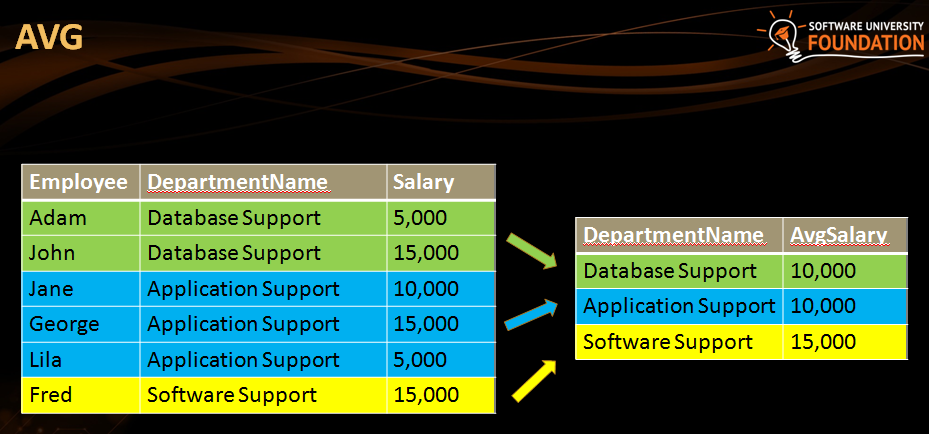 AVG
SOFTWARE UNIVERSITY
FOUNDATION
Employee DepartmentName Salary
Adam Database Support 5,000
John Database Support 15,000
Jane Application Support 10,000
George Application Support 15,000
Lila Application Support 5,000
Fred Software Support 15,000
DepartmentName AvgSalary
Database Support 10,000
Application Support 10,000
Software Support 15,000